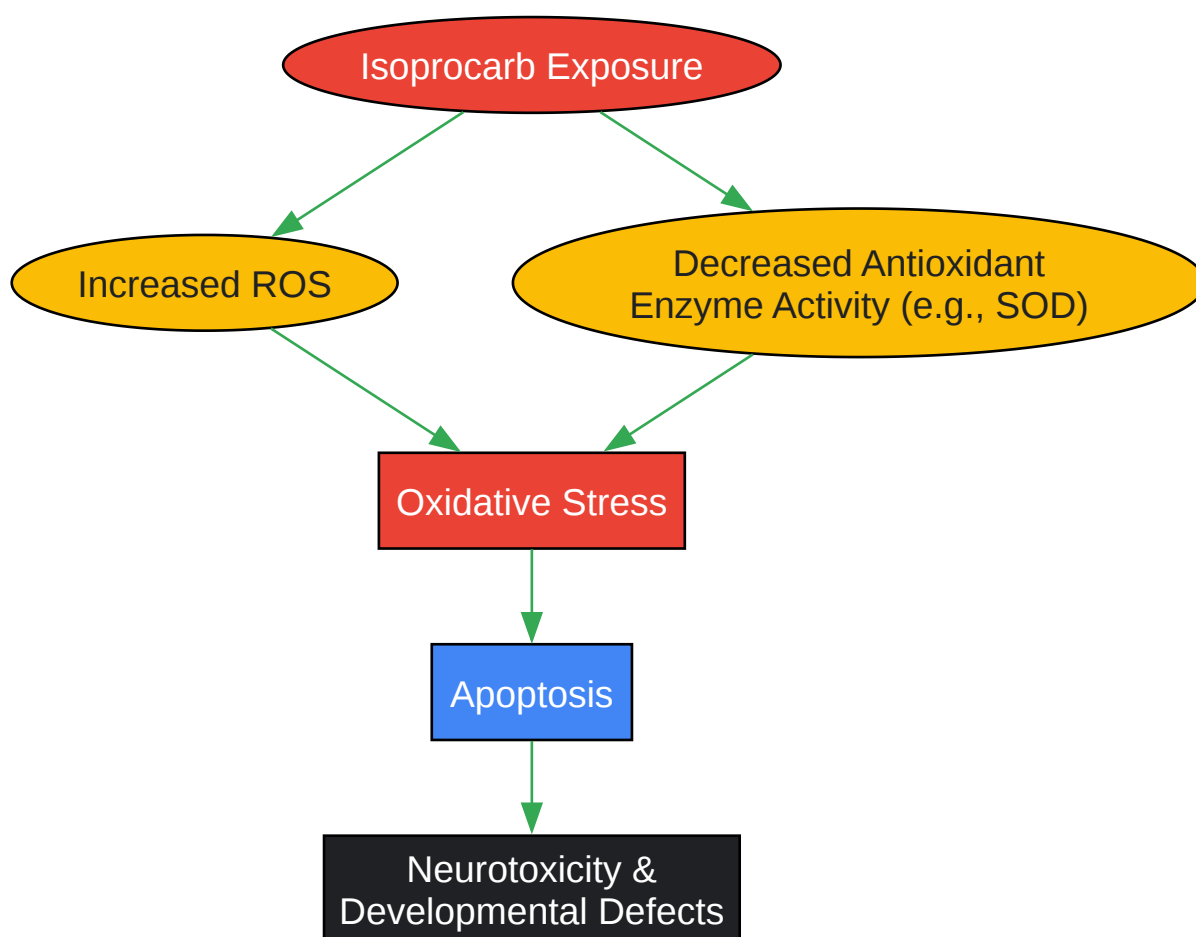 Isoprocarb Exposure
Increased ROS
Decreased Antioxidant
Enzyme Activity (e.g., SOD)
Oxidative Stress
Apoptosis
Neurotoxicity &
Developmental Defects